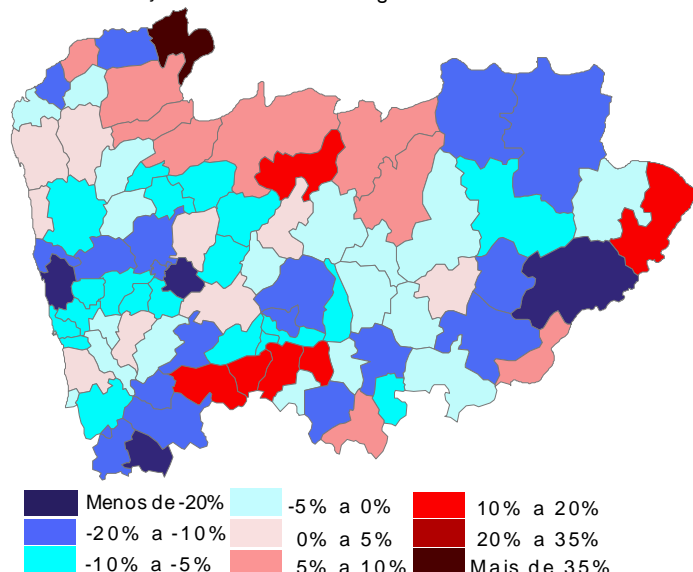 Menos de -20%
-20% a -10%
-10% a -5%
-5% a 0%
0% a 5%
5% a 10%
10% a 20%
20% a 35%
Mais de 35%